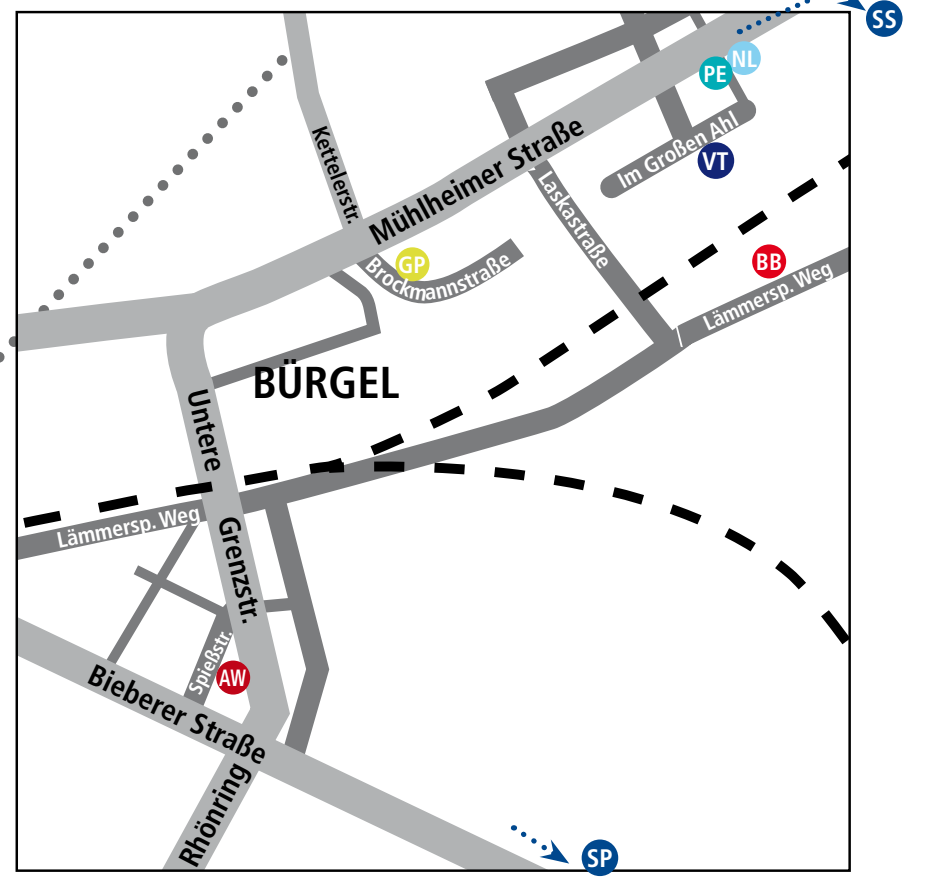 SS
NL
PE
Kettelerstr.
Mühlheimer Straße
Im Großen Ahl
VT
Laskastraße
GP
Brockmannstraße
BB
Lämmersp. Weg
BÜRGEL
Untere
Grenzstr.
Lämmersp. Weg
Spießstr.
AW
Bieberer Straße
Rhönring
SP